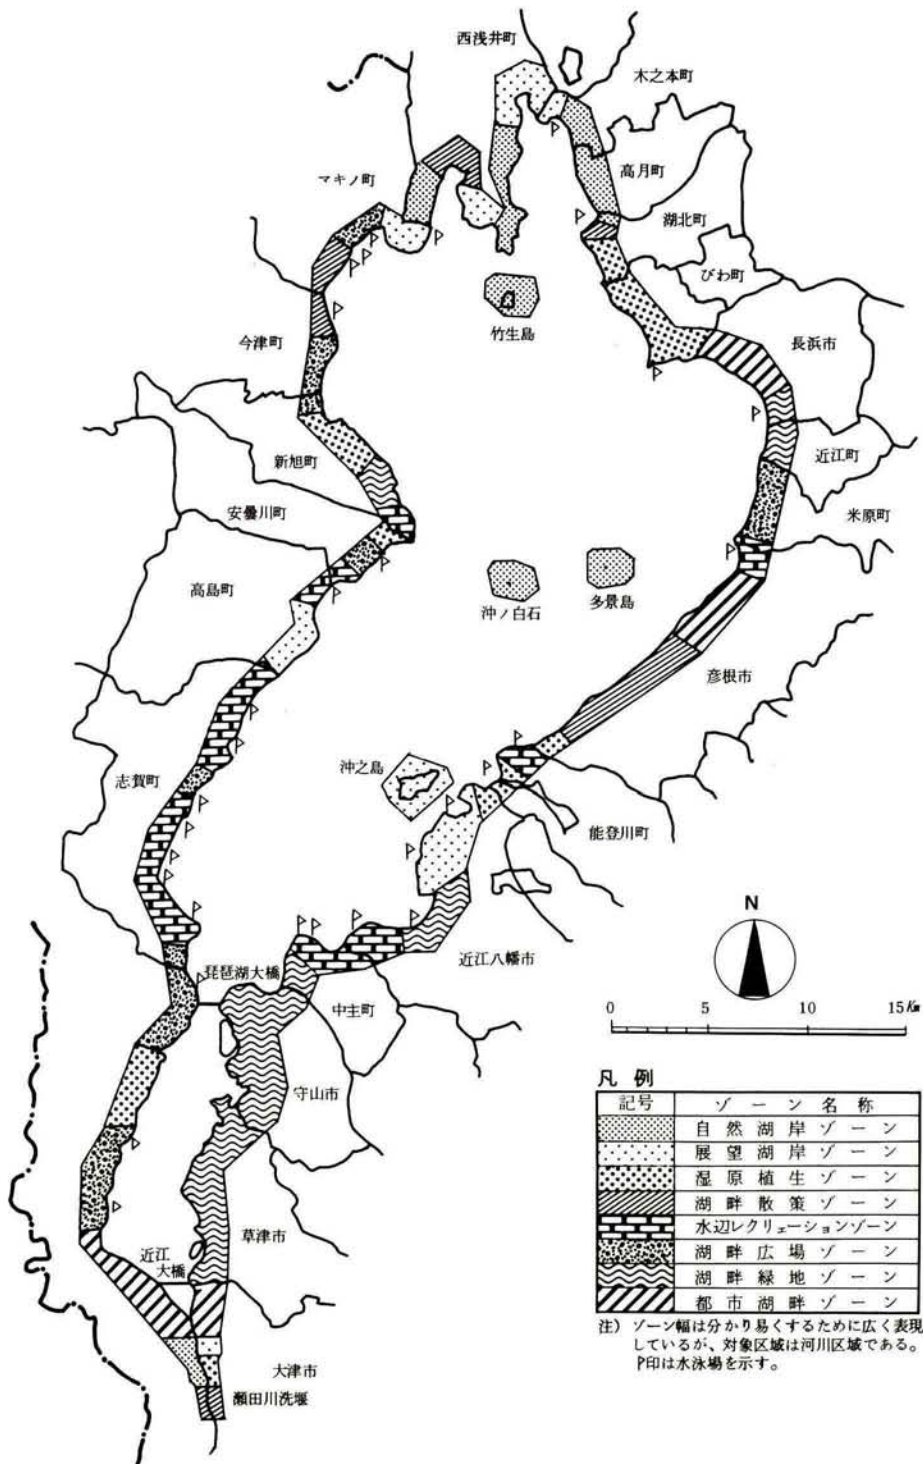 西浅井町
木之本町
高月町
マキノ町
湖北町
びわ町
竹生島
長浜市
今津町
近江町
新旭町
米原町
安曇川町
高島町
沖ノ白石
多景島
彦根市
沖之島
志賀町
能登川町
N
近江八幡市
琵琶湖大橋
中主町
0 5 10 15㎞
守山市
凡例
記号 ゾーン名称
自然湖岸ゾーン
展望湖岸ゾーン
湿原植生ゾーン
湖畔散策ゾーン
水辺レクリェーションゾーン
湖畔広場ゾーン
湖畔緑地ゾーン
都市湖畔ゾーン
草津市
近江
大橋
注) ゾーン幅は分かり易くするために広く表現
しているが、対象区域は河川区域である。
P印は水泳場を示す。
大津市
瀬田川洗堰